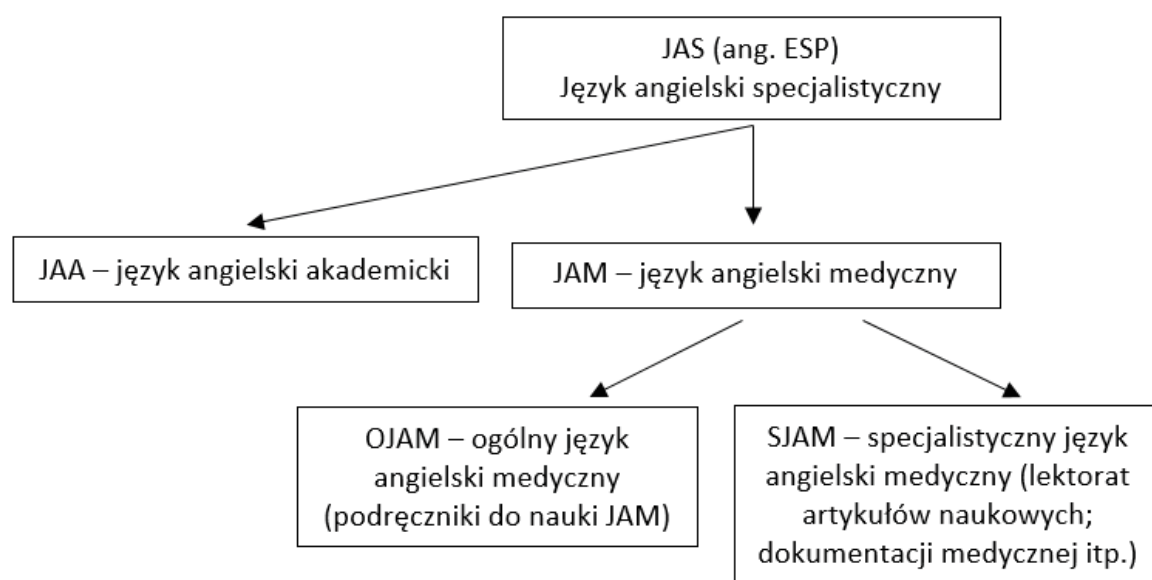 JAS (ang. ESP)
Język angielski specjalistyczny
JAA – język angielski akademicki
JAM – język angielski medyczny
OJAM – ogólny język
angielski medyczny
(podręczniki do nauki JAM)
SJAM – specjalistyczny język
angielski medyczny (lektorat
artykułów naukowych;
dokumentacji medycznej itp.)